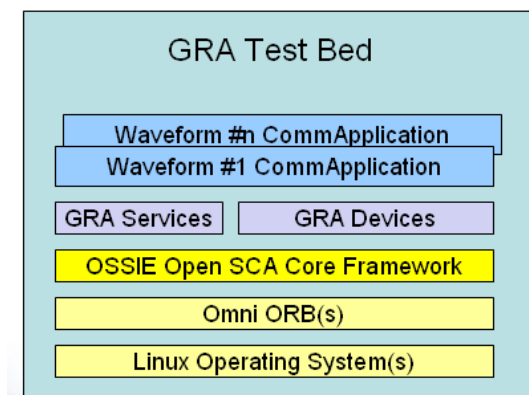 GRA Test Bed
Waveform #n CommApplication
Waveform #1 CommApplication
GRA Services GRA Devices
OSSIE Open SCA Core Framework
Omni ORB(s)
Linux Operating System(s)